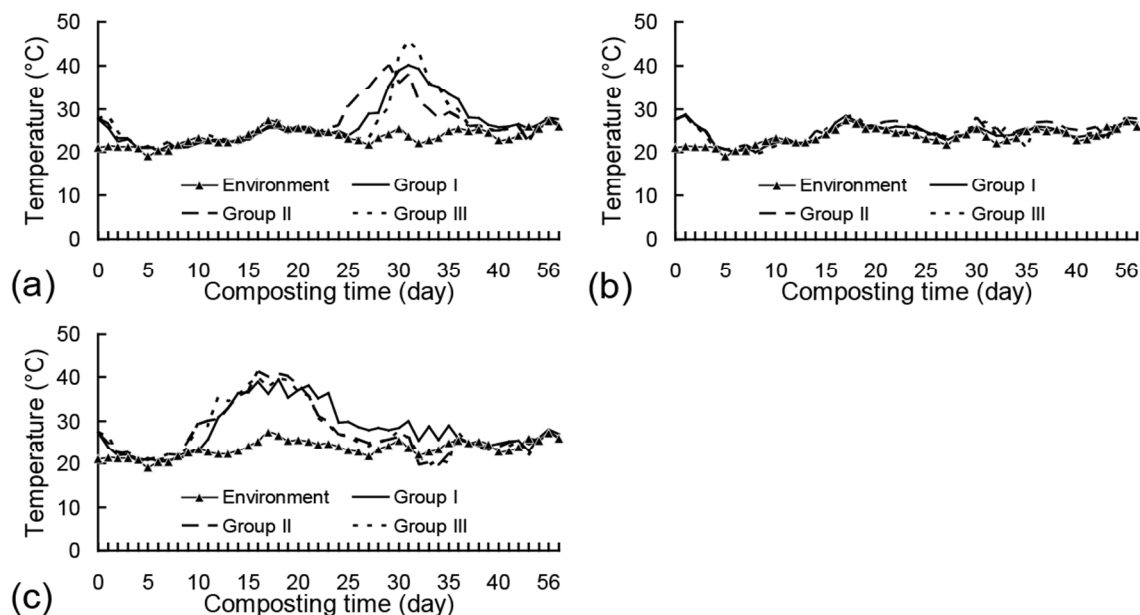 50
40
30
20
10
0
Temperature (°C)
Environment Group I
Group II Group III
0 5 10 15 20 25 30 35 40 56
Composting time (day)
(a)
50
40
30
20
10
0
Temperature (°C)
Environment Group I
Group II Group III
0 5 10 15 20 25 30 35 40 56
Composting time (day)
(b)
50
40
30
20
10
0
Temperature (°C)
Environment Group I
Group II Group III
0 5 10 15 20 25 30 35 40 56
Composting time (day)
(c)